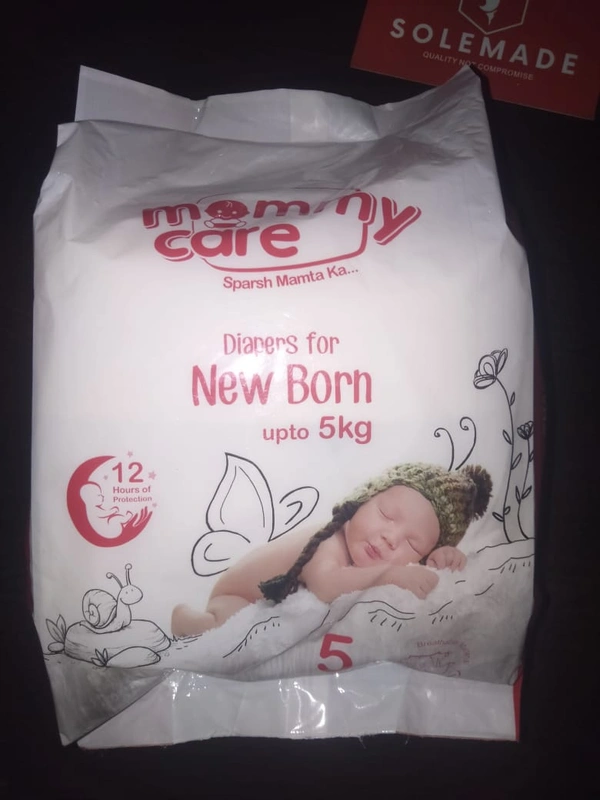 SOLEMADE
QUALITY NOT COMPROMISE
mommy
care
Sparsh Mamta Ka...
Diapers for
New Born
upto 5kg
12
Hours of
Protection
5